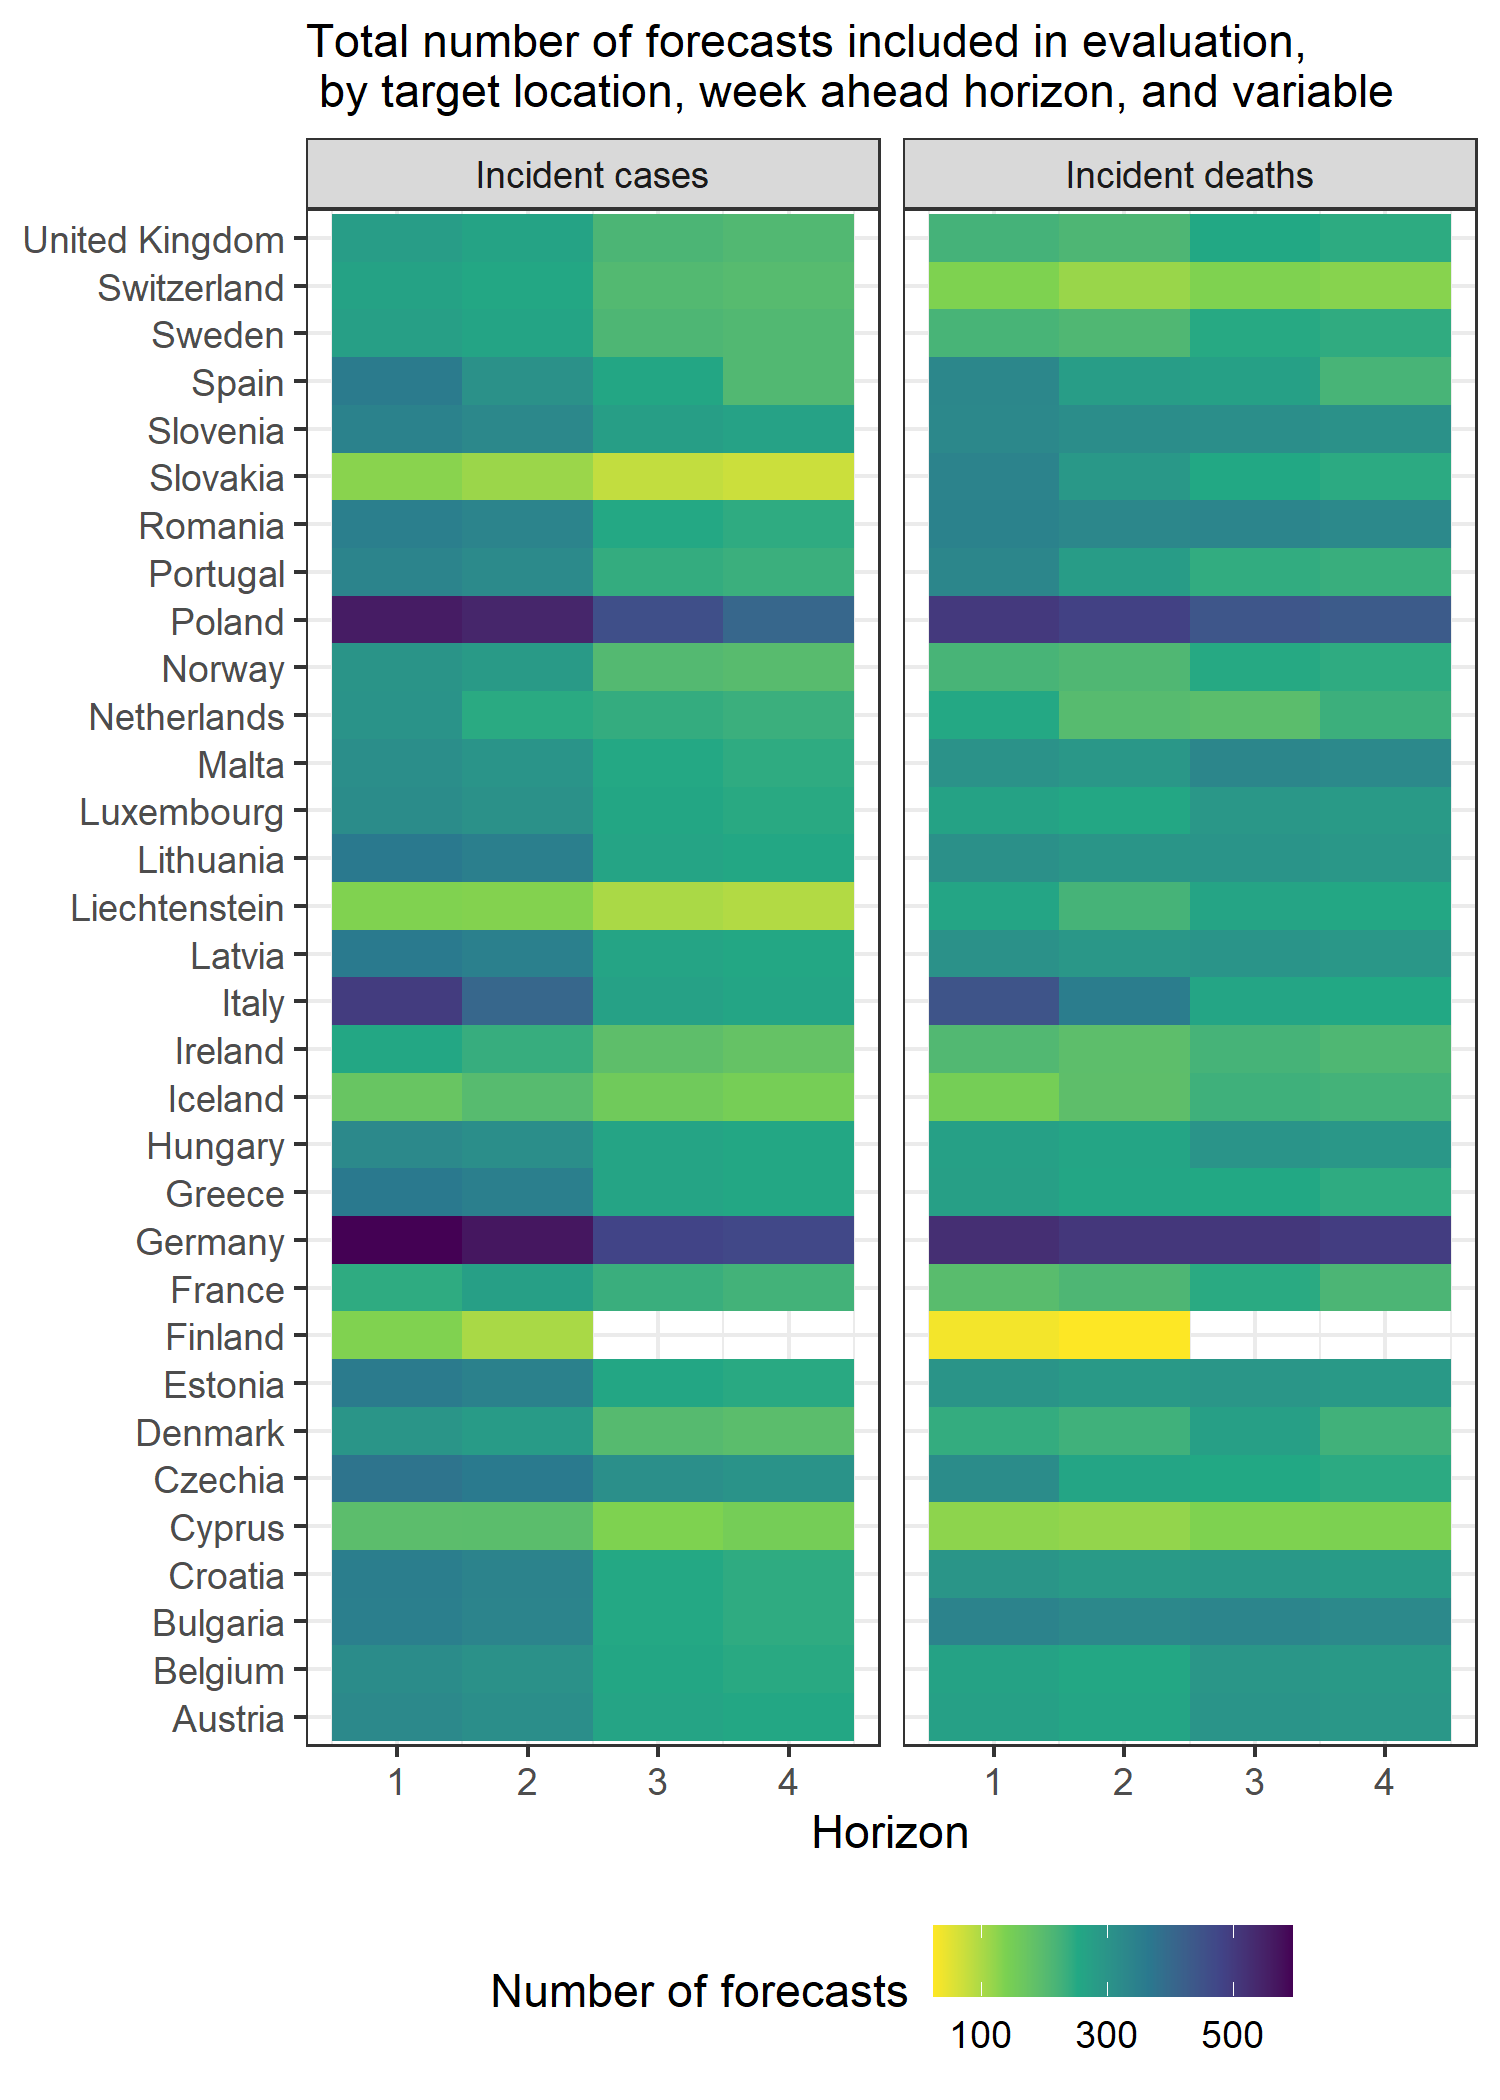 Total number of forecasts included in evaluation,
by target location, week ahead horizon, and variable
Incident cases
Incident deaths
United Kingdom
Switzerland
Sweden
Spain
Slovenia
Slovakia
Romania
Portugal
Poland
Norway
Netherlands
Malta
Luxembourg
Lithuania
Liechtenstein
Latvia
Italy
Ireland
Iceland
Hungary
Greece
Germany
France
Finland
Estonia
Denmark
Czechia
Cyprus
Croatia
Bulgaria
Belgium
Austria
1 2 3 4
1 2 3 4
Horizon
Number of forecasts
100 300 500